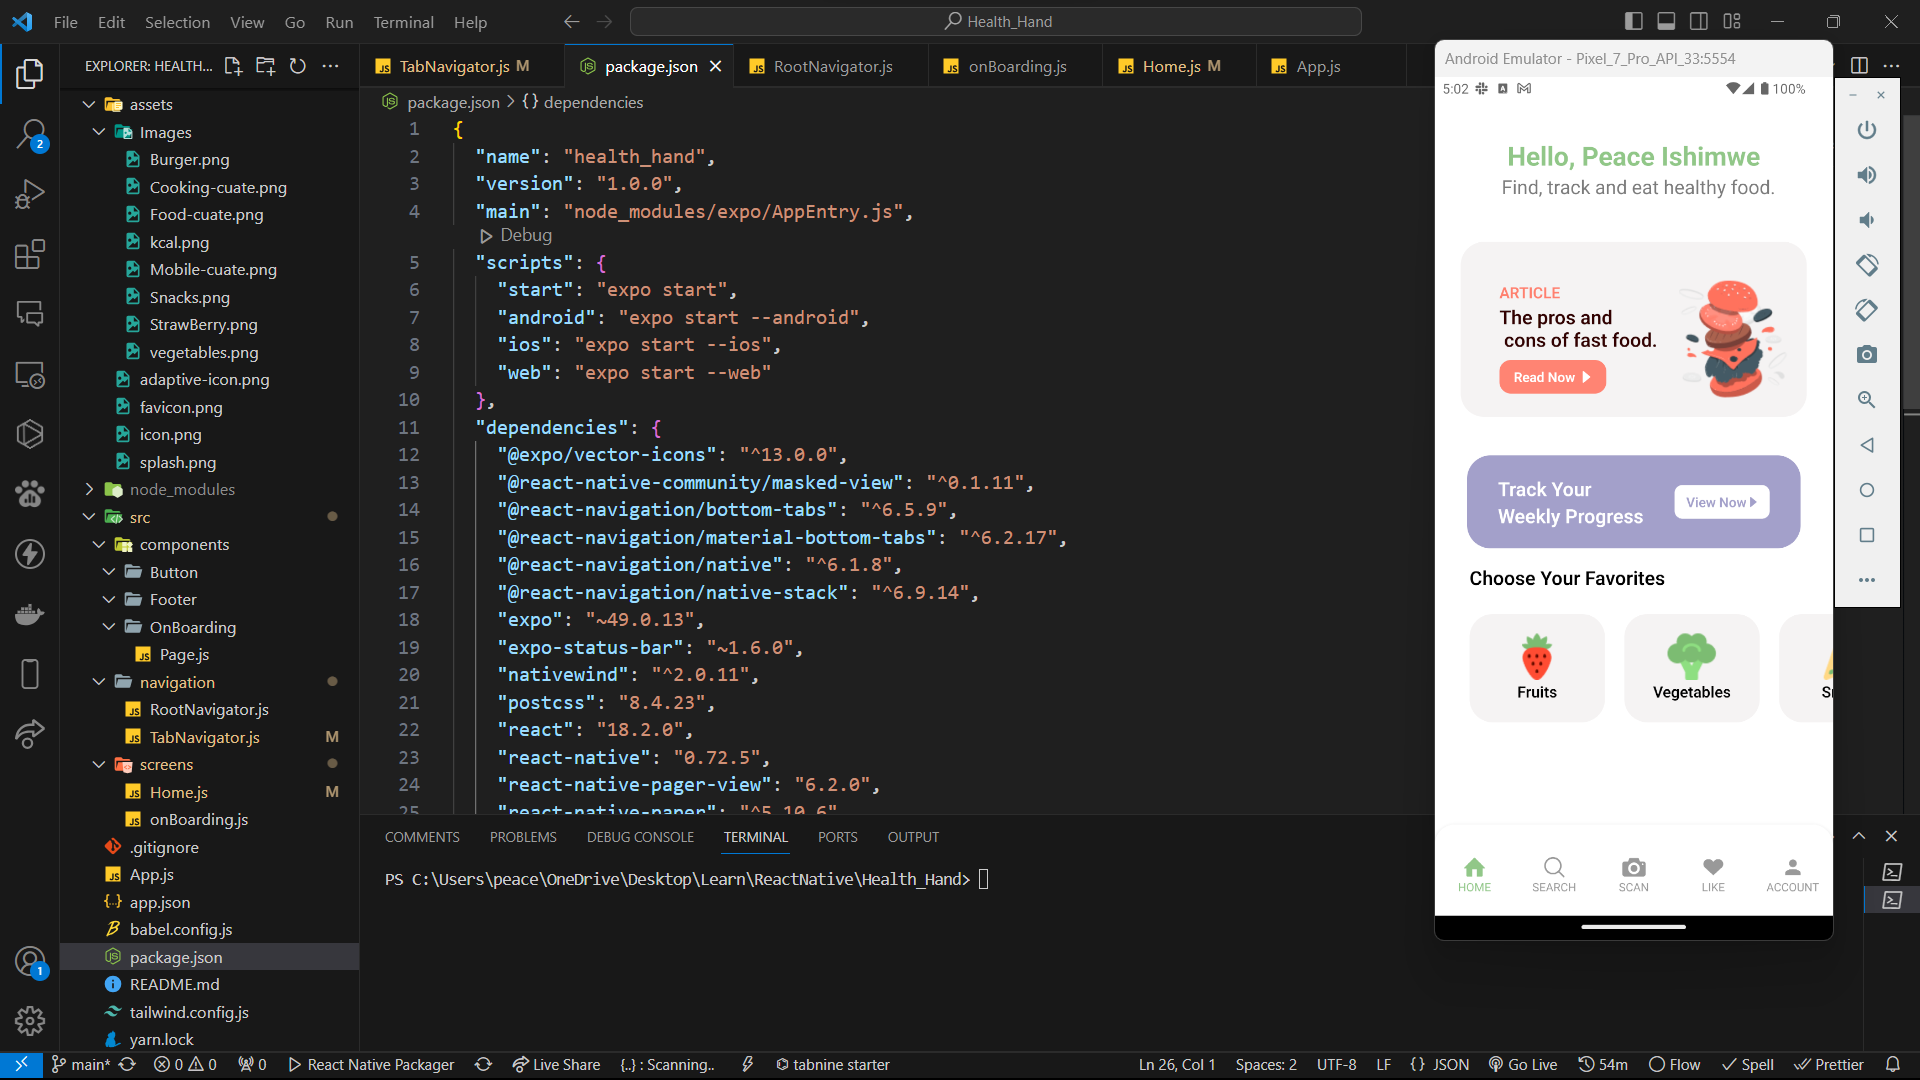 File Edit Selection View Go Run Terminal Help
Health_Hand
EXPLORER: HEALTH...
TabNavigator.js M
package.json
RootNavigator.js
onBoarding.js
Home.js M
App.js
assets
Images
Burger.png
Cooking-cuate.png
Food-cuate.png
kcal.png
Mobile-cuate.png
Snacks.png
StrawBerry.png
vegetables.png
adaptive-icon.png
favicon.png
icon.png
splash.png
node_modules
src
components
Button
Footer
OnBoarding
Page.js
navigation
RootNavigator.js
TabNavigator.js M
screens
Home.js M
onBoarding.js
.gitignore
App.js
app.json
babel.config.js
package.json
README.md
tailwind.config.js
yarn.lock
2
1
package.json > {} dependencies
1 {
2 "name": "health_hand",
3 "version": "1.0.0",
4 "main": "node_modules/expo/AppEntry.js",
Debug
5 "scripts": {
6 "start": "expo start",
7 "android": "expo start --android",
8 "ios": "expo start --ios",
9 "web": "expo start --web"
10 },
11 "dependencies": {
12 "@expo/vector-icons": "^13.0.0",
13 "@react-native-community/masked-view": "^0.1.11",
14 "@react-navigation/bottom-tabs": "^6.5.9",
15 "@react-navigation/material-bottom-tabs": "^6.2.17",
16 "@react-navigation/native": "^6.1.8",
17 "@react-navigation/native-stack": "^6.9.14",
18 "expo": "~49.0.13",
19 "expo-status-bar": "~1.6.0",
20 "nativewind": "^2.0.11",
21 "postcss": "8.4.23",
22 "react": "18.2.0",
23 "react-native": "0.72.5",
24 "react-native-pager-view": "6.2.0",
25 "react-native-paper": "^5.10.6"
COMMENTS PROBLEMS DEBUG CONSOLE TERMINAL PORTS OUTPUT
PS C:\Users\peace\OneDrive\Desktop\Learn\ReactNative\Health_Hand>
Android Emulator - Pixel_7_Pro_API_33:5554
5:02
100%
Hello, Peace Ishimwe
Find, track and eat healthy food.
ARTICLE
The pros and
cons of fast food.
Read Now
Track Your
Weekly Progress
View Now
Choose Your Favorites
Fruits
Vegetables
HOME SEARCH SCAN LIKE ACCOUNT
main* 0 0 0 React Native Packager Live Share {..} : Scanning.. tabnine starter
Ln 26, Col 1 Spaces: 2 UTF-8 LF {} JSON Go Live 54m Flow Spell Prettier